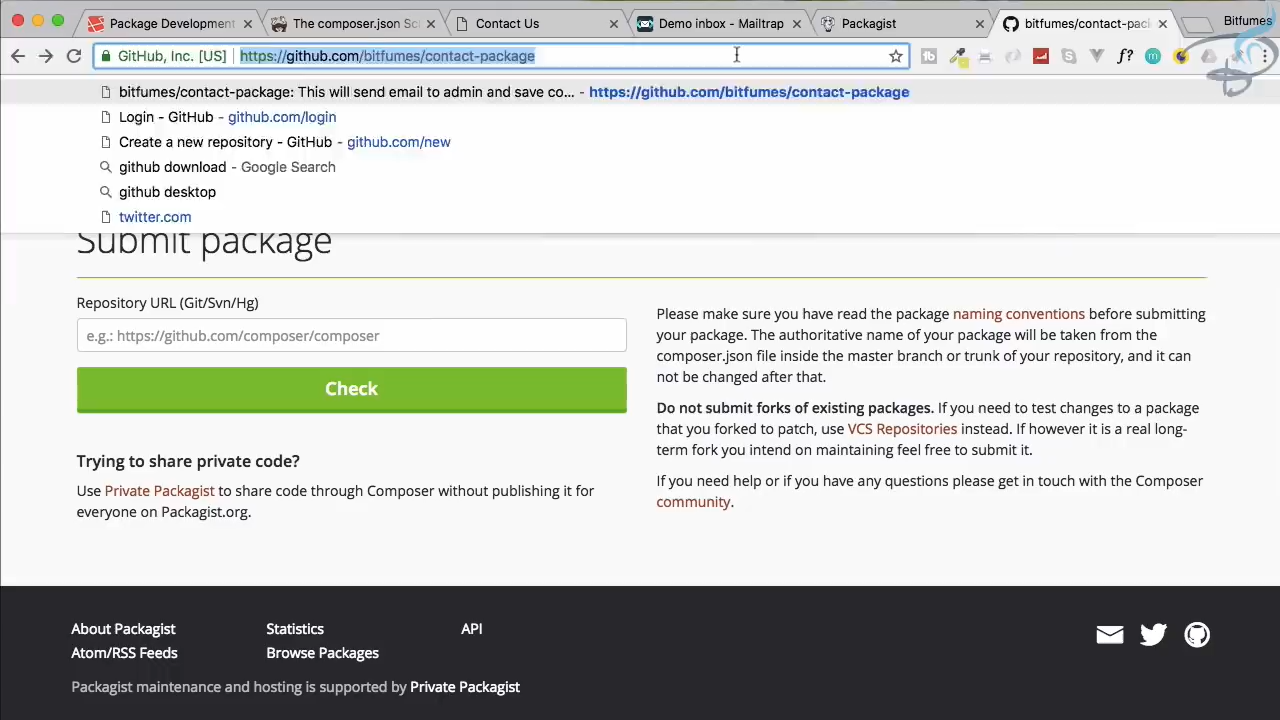 Package Development
The composer.json Sc
Contact Us
Demo inbox - Mailtrap
Packagist
bitfumes/contact-pac
Bitfumes
GitHub, Inc. [US]
https://github.com/bitfumes/contact-package
f?
bitfumes/contact-package: This will send email to admin and save co... - https://github.com/bitfumes/contact-package
Login - GitHub - github.com/login
Create a new repository - GitHub - github.com/new
github download - Google Search
github desktop
twitter.com
Submit package
Repository URL (Git/Svn/Hg)
e.g.: https://github.com/composer/composer
Check
Trying to share private code?
Use Private Packagist to share code through Composer without publishing it for
everyone on Packagist.org.
Please make sure you have read the package naming conventions before submitting
your package. The authoritative name of your package will be taken from the
composer.json file inside the master branch or trunk of your repository, and it can
not be changed after that.
Do not submit forks of existing packages. If you need to test changes to a package
that you forked to patch, use VCS Repositories instead. If however it is a real long-
term fork you intend on maintaining feel free to submit it.
If you need help or if you have any questions please get in touch with the Composer
community.
About Packagist
Statistics
API
Atom/RSS Feeds
Browse Packages
Packagist maintenance and hosting is supported by Private Packagist